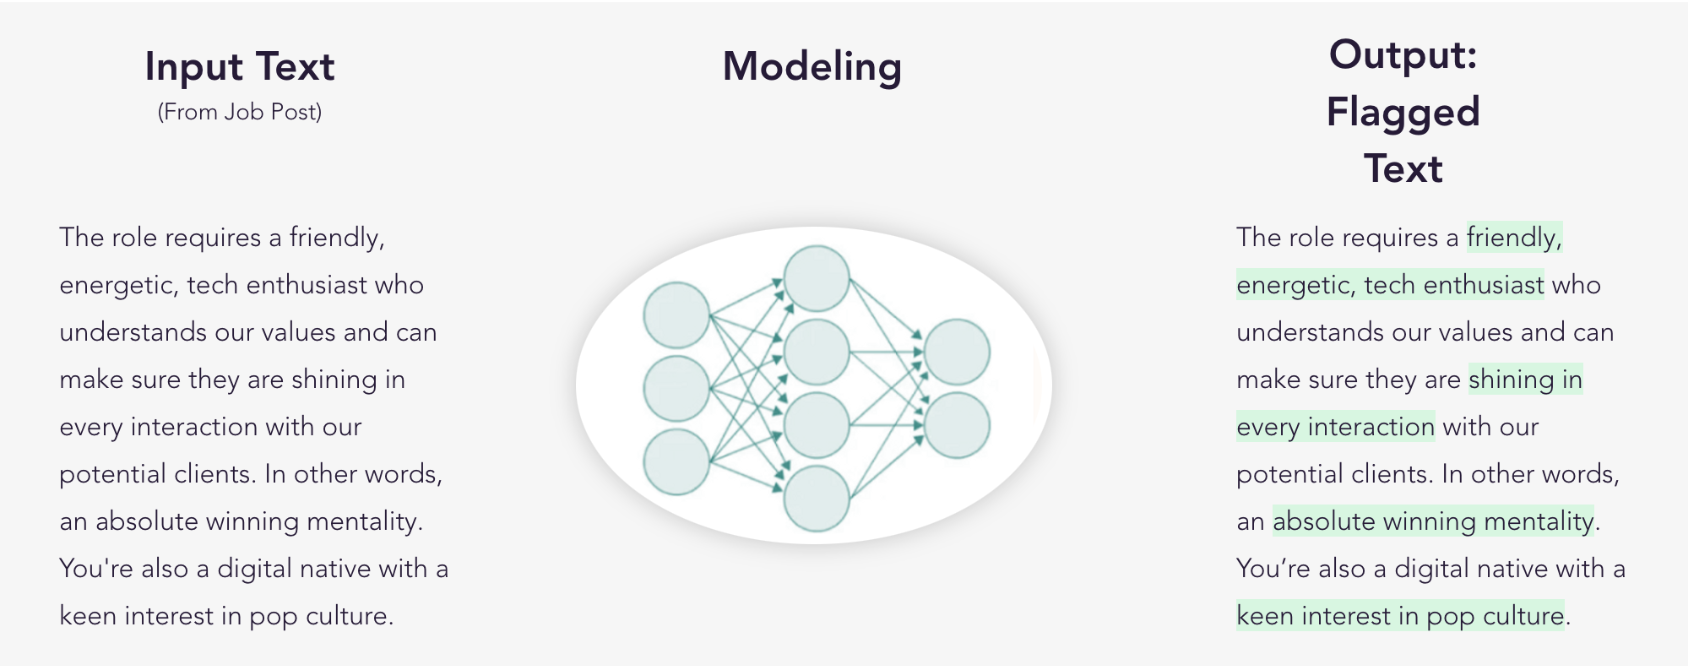 Input Text
(From Job Post)
The role requires a friendly,
energetic, tech enthusiast who
understands our values and can
make sure they are shining in
every interaction with our
potential clients. In other words,
an absolute winning mentality.
You're also a digital native with a
keen interest in pop culture.
Modeling
Output:
Flagged
Text
The role requires a friendly,
energetic, tech enthusiast who
understands our values and can
make sure they are shining in
every interaction with our
potential clients. In other words,
an absolute winning mentality.
You’re also a digital native with a
keen interest in pop culture.